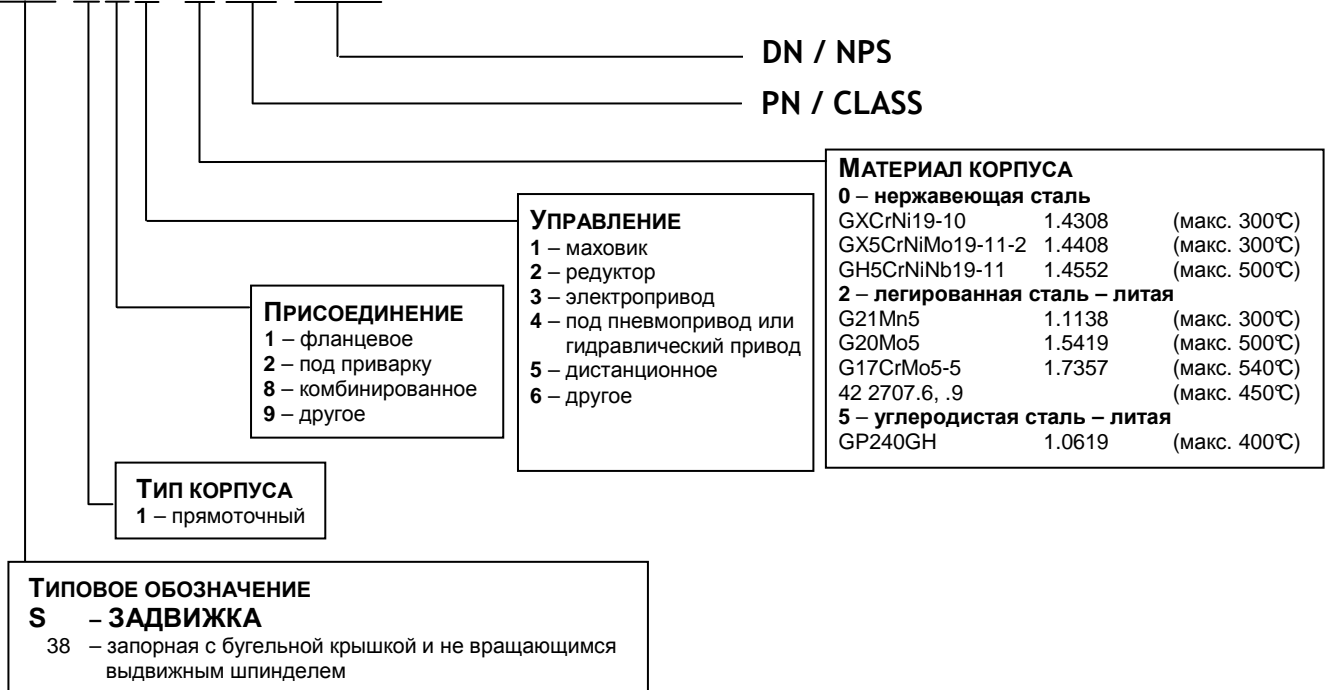 DN / NPS
PN / CLASS
МАТЕРИАЛ КОРПУСА
0 – нержавеющая сталь
GXCrNi19-10 1.4308 (макс. 300°C)
GX5CrNiMo19-11-2 1.4408 (макс. 300°C)
GH5CrNiNb19-11 1.4552 (макс. 500°C)
2 – легированная сталь – литая
G21Mn5 1.1138 (макс. 300°C)
G20Mo5 1.5419 (макс. 500°C)
G17CrMo5-5 1.7357 (макс. 540°C)
42 2707.6, .9 (макс. 450°C)
5 – углеродистая сталь – литая
GP240GH 1.0619 (макс. 400°C)
УПРАВЛЕНИЕ
1 – маховик
2 – редуктор
3 – электропривод
4 – под пневмопривод или
гидравлический привод
5 – дистанционное
6 – другое
ПРИСОЕДИНЕНИЕ
1 – фланцевое
2 – под приварку
8 – комбинированное
9 – другое
ТИП КОРПУСА
1 – прямоточный
ТИПОВОЕ ОБОЗНАЧЕНИЕ
S – ЗАДВИЖКА
38 – запорная с бугельной крышкой и не вращающимся
выдвижным шпинделем